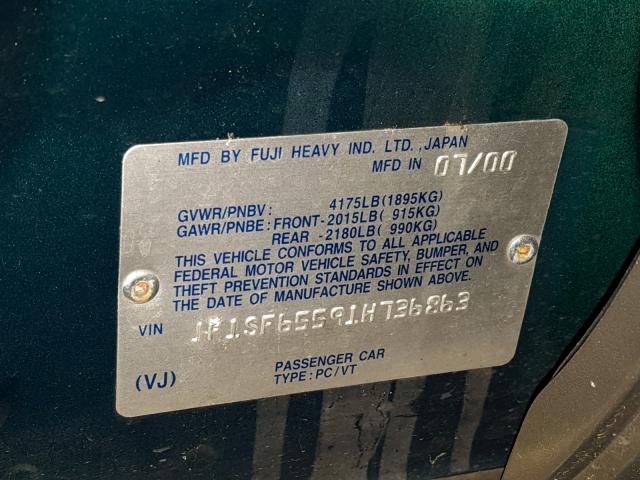 MFD BY FUJI HEAVY IND. LTD. ,JAPAN
MFD IN 07/00
GVWR/PNBV: 4175LB(1895KG)
GAWR/PNBE: FRONT-2015LB( 915KG)
REAR -2180LB( 990KG)
THIS VEHICLE CONFORMS TO ALL APPLICABLE
FEDERAL MOTOR VEHICLE SAFETY, BUMPER, AND
THEFT PREVENTION STANDARDS IN EFFECT ON
THE DATE OF MANUFACTURE SHOWN ABOVE.
VIN
PASSENGER CAR
(VJ) TYPE:PC/VT